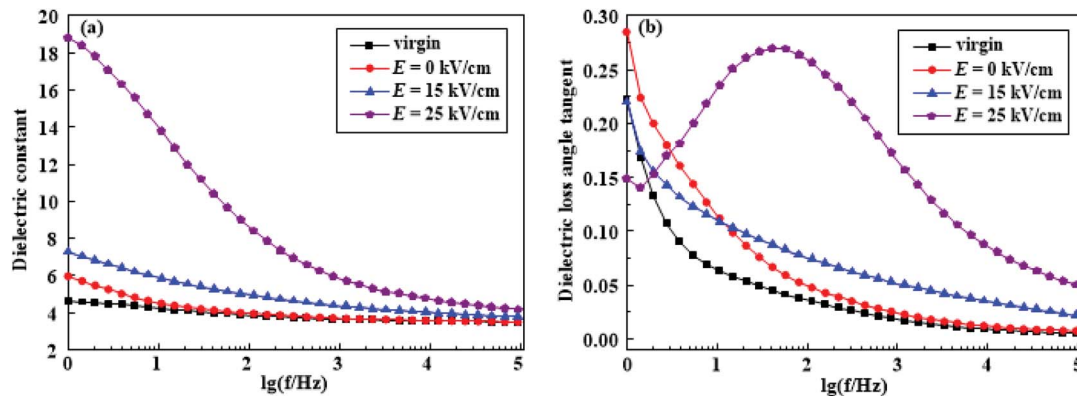 (a)
virgin
E = 0 kV/cm
E = 15 kV/cm
E = 25 kV/cm
Dielectric constant
20
18
16
14
12
10
8
6
4
2
0 1 2 3 4 5
lg(f/Hz)
(b)
virgin
E = 0 kV/cm
E = 15 kV/cm
E = 25 kV/cm
Dielectric loss angle tangent
0.30
0.25
0.20
0.15
0.10
0.05
0.00
0 1 2 3 4 5
lg(f/Hz)